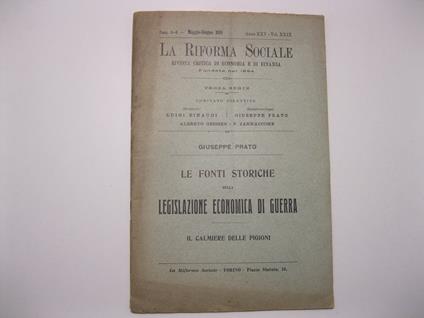 Fasc. 5-6 - Maggio-Giugno 1918 Anno XXV - Vol. XXIX
LA RIFORMA SOCIALE
RIVISTA CRITICA DI ECONOMIA E DI FINANZA
Fondata nel 1894
TERZA SERIE
COMITATO DIRETTIVO
LUIGI EINAUDI GIUSEPPE PRATO
ALBERTO GEISSER - P. JANNACCONE
GIUSEPPE PRATO
LE FONTI STORICHE
DELLA
LEGISLAZIONE ECONOMICA DI GUERRA
IL CALMIERE DELLE PIGIONI
La Riforma Sociale - TORINO - Piazza Statuto, 16.